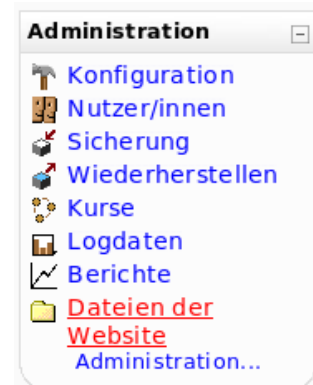 Administration
Konfiguration
Nutzer/innen
Sicherung
Wiederherstellen
Kurse
Logdaten
Berichte
Dateien der
Website
Administration...